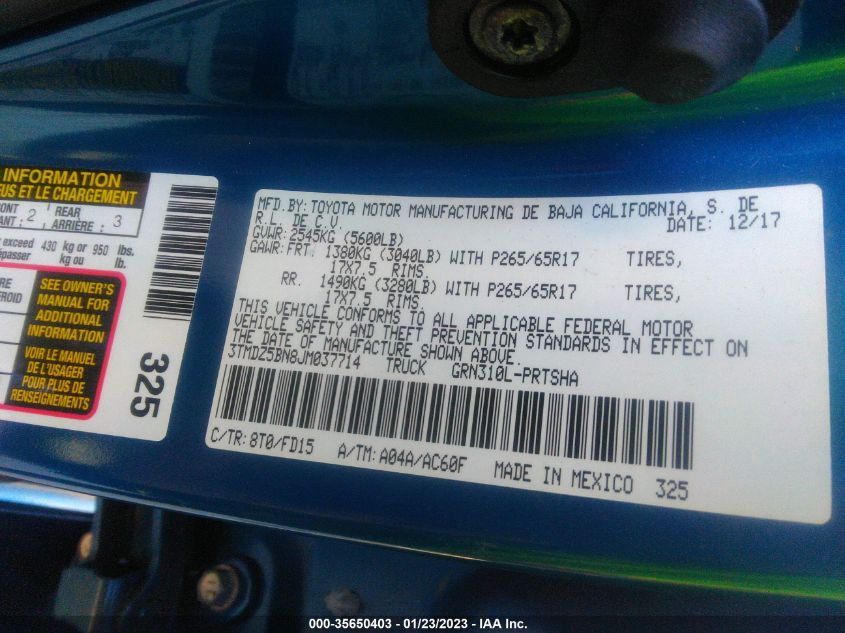 INFORMATION
US ET LE CHARGEMENT
2 REAR
ARRIÈRE : 3
exceed 430 kg or 950 lbs.
kg ou lb.
SEE OWNER'S
MANUAL FOR
ADDITIONAL
INFORMATION
VOIR LE MANUEL
DE L'USAGER
POUR PLUS DE
RENSEIGNEMENTS
325
MFD.BY:TOYOTA MOTOR MANUFACTURING DE BAJA CALIFORNIA, S. DE
R.L. DE C.V. DATE: 12/17
GVWR:2545KG (5600LB)
GAWR:FRT. 1380KG (3040LB) WITH P265/65R17 TIRES,
17X7.5 RIMS
RR. 1490KG (3280LB) WITH P265/65R17 TIRES,
17X7.5 RIMS
THIS VEHICLE CONFORMS TO ALL APPLICABLE FEDERAL MOTOR
VEHICLE SAFETY AND THEFT PREVENTION STANDARDS IN EFFECT ON
THE DATE OF MANUFACTURE SHOWN ABOVE.
3TMDZ5BN8JM037714 TRUCK GRN310L-PRTSHA
C/TR:8T0/FD15 A/TM:A04A/AC60F MADE IN MEXICO 325
000-35650403 - 01/23/2023 - IAA Inc.